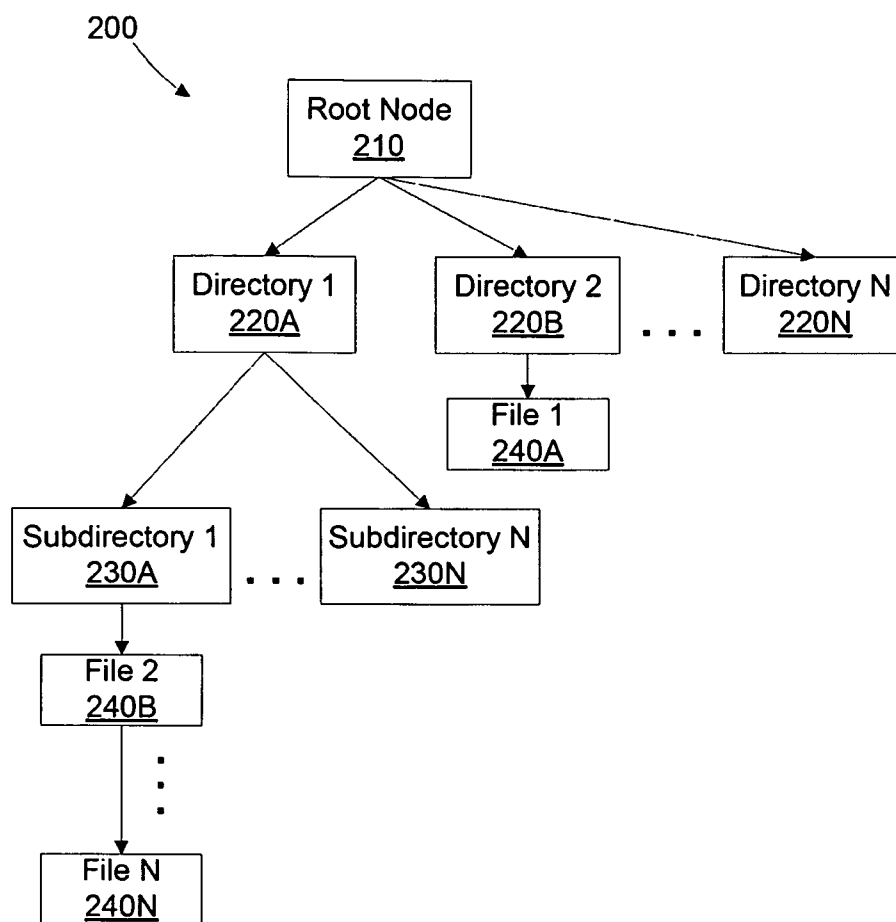 200
Root Node
210
Directory 1
220A
Directory 2
220B
. . .
Directory N
220N
File 1
240A
Subdirectory 1
230A
. . .
Subdirectory N
230N
File 2
240B
.
.
.
File N
240N